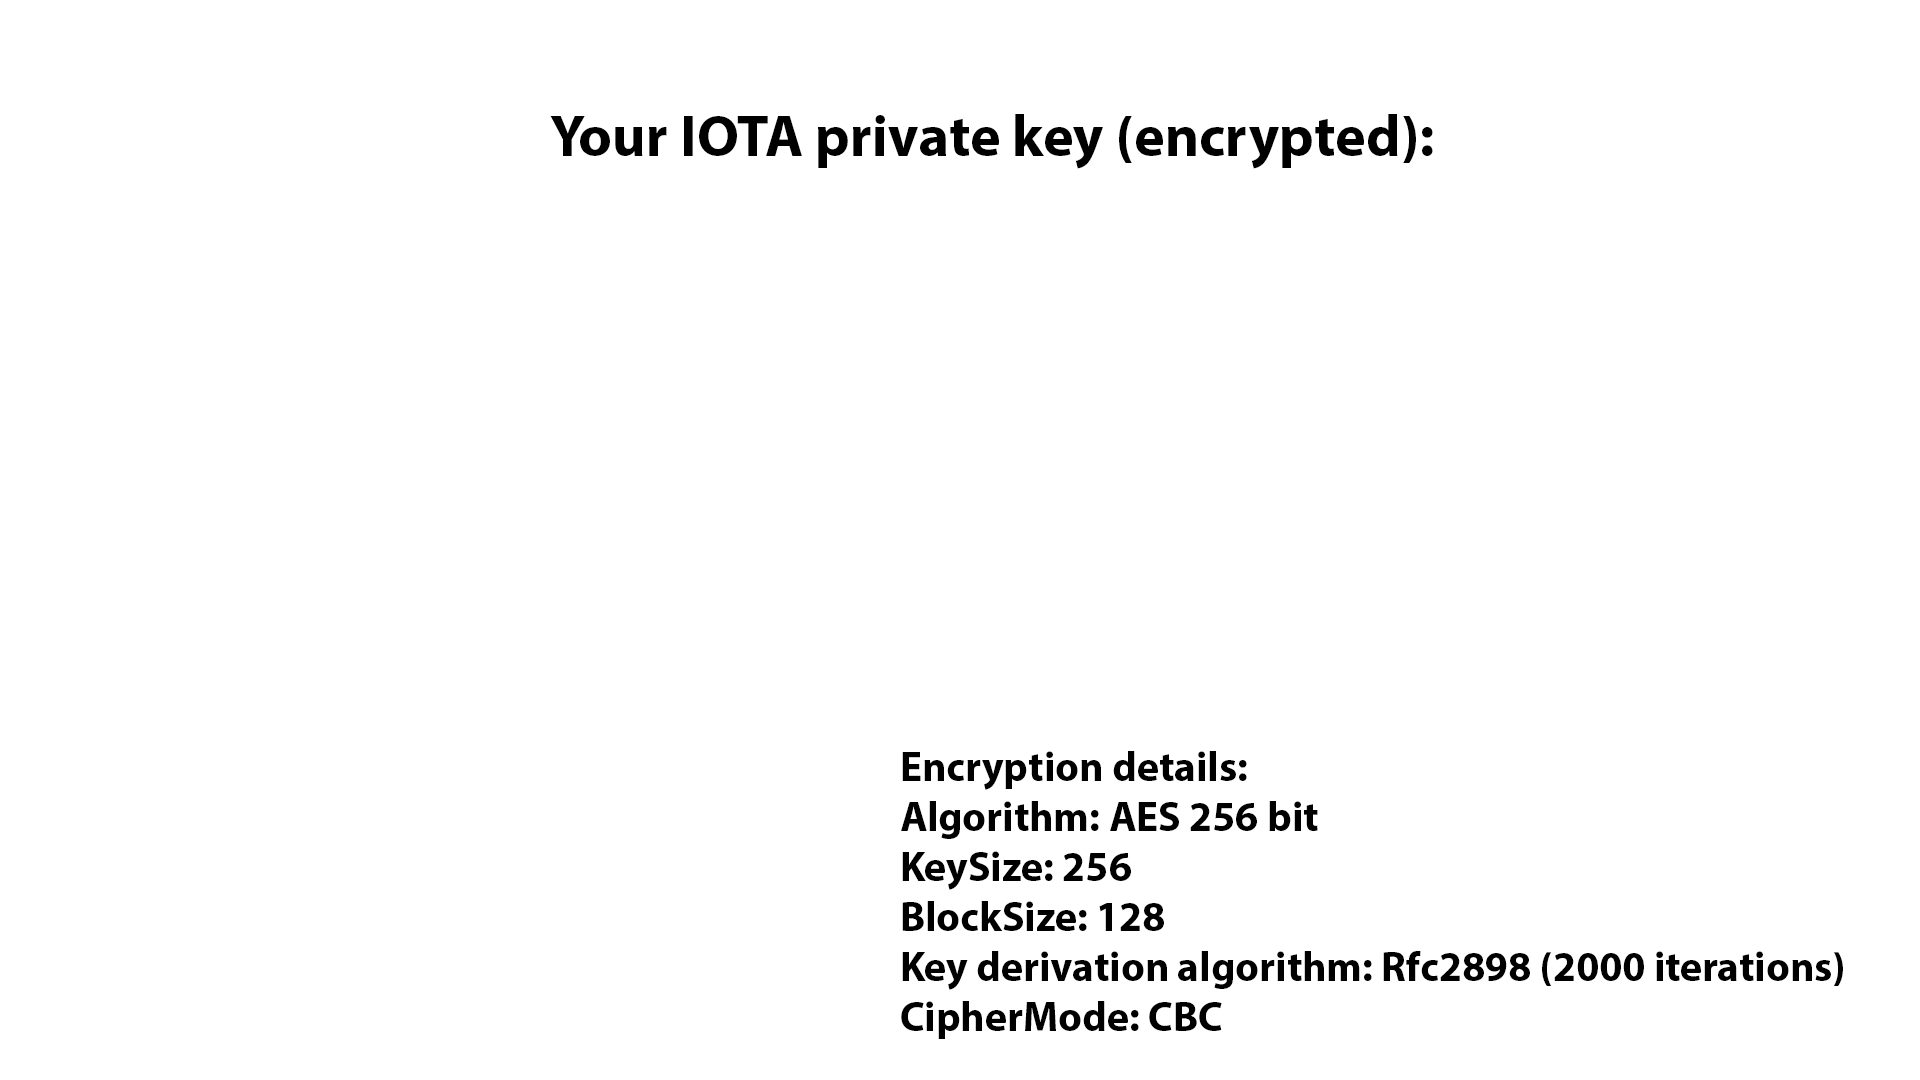 Your IOTA private key (encrypted):
Encryption details:
Algorithm: AES 256 bit
KeySize: 256
BlockSize: 128
Key derivation algorithm: Rfc2898 (2000 iterations)
CipherMode: CBC